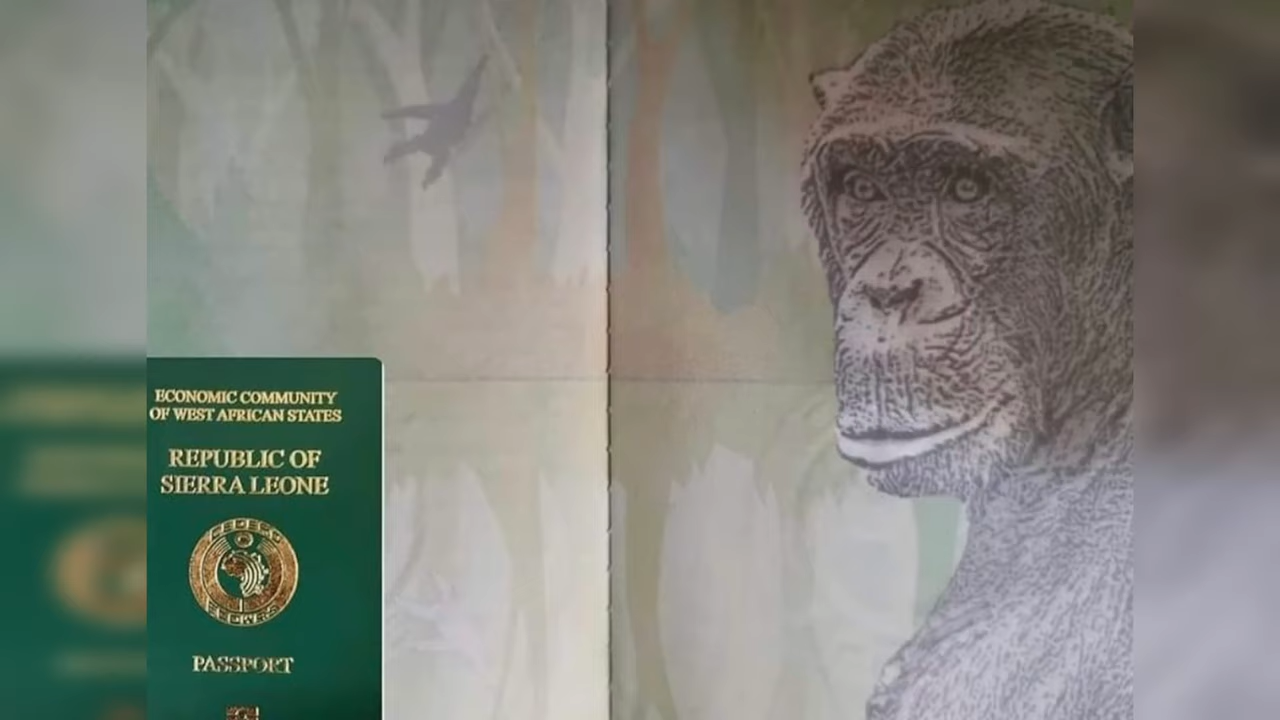 ECONOMIC COMMUNITY
OF WEST AFRICAN STATES
REPUBLIC OF
SIERRA LEONE
PASSPORT